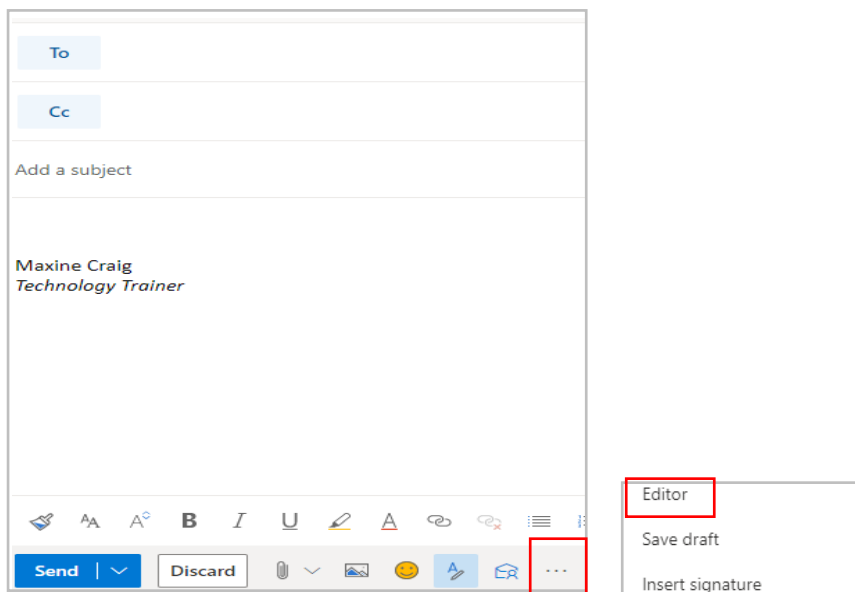 To
Cc
Add a subject
Maxine Craig
Technology Trainer
B I U A
Send Discard ...
Editor
Save draft
Insert signature